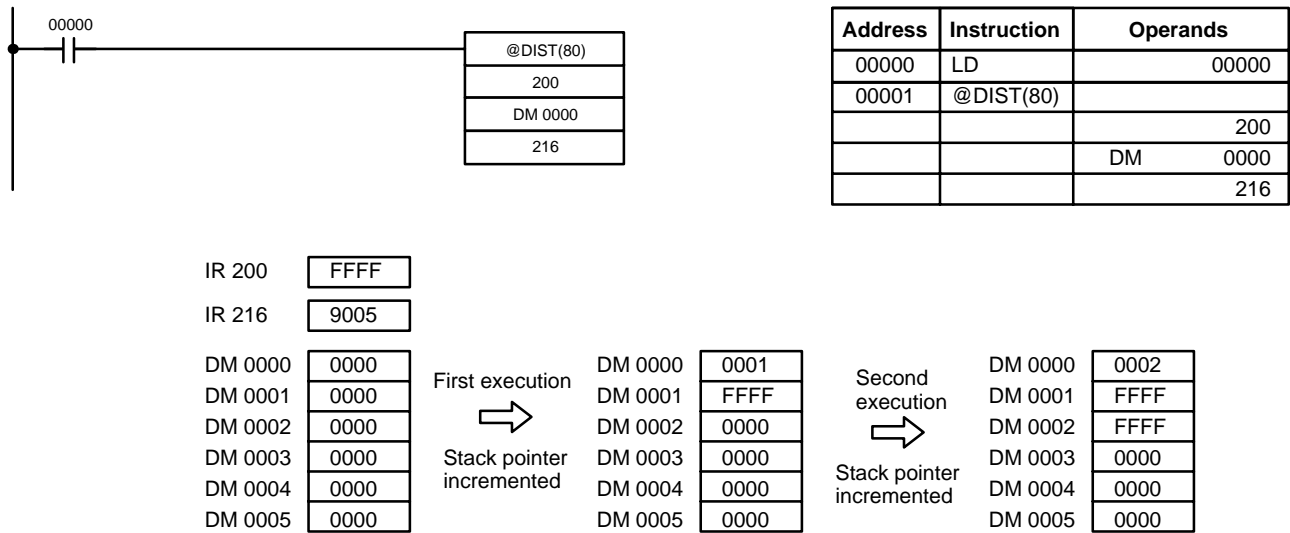 00000
@DIST(80)
200
DM 0000
216
Address Instruction Operands
00000 LD 00000
00001 @DIST(80)
200
DM 0000
216
IR 200 FFFF
IR 216 9005
DM 0000 0000
DM 0001 0000
DM 0002 0000
DM 0003 0000
DM 0004 0000
DM 0005 0000
First execution
Stack pointer
incremented
DM 0000 0001
DM 0001 FFFF
DM 0002 0000
DM 0003 0000
DM 0004 0000
DM 0005 0000
Second
execution
Stack pointer
incremented
DM 0000 0002
DM 0001 FFFF
DM 0002 FFFF
DM 0003 0000
DM 0004 0000
DM 0005 0000